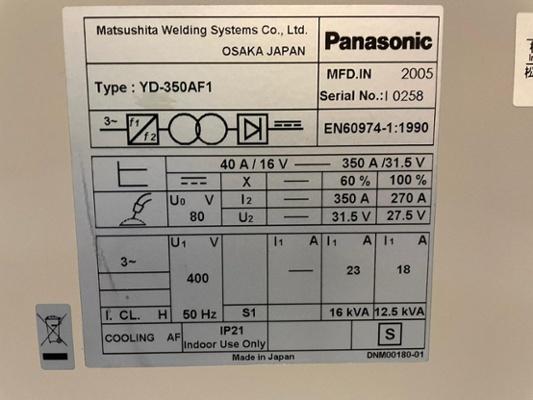 Matsushita Welding Systems Co., Ltd.
OSAKA JAPAN
Panasonic
Type : YD-350AF1
MFD.IN 2005
Serial No.: I 0258
3~ f1 f2
EN60974-1:1990
40 A / 16 V — 350 A /31.5 V
X — 60 % 100 %
U0 V I2 — 350 A 270 A
80 U2 — 31.5 V 27.5 V
U1 V I1 A I1 A I1 A
3~ 400 — 23 18
I. CL. H 50 Hz S1 16 kVA 12.5 kVA
COOLING AF IP21 S
Indoor Use Only
Made in Japan DNM00180-01